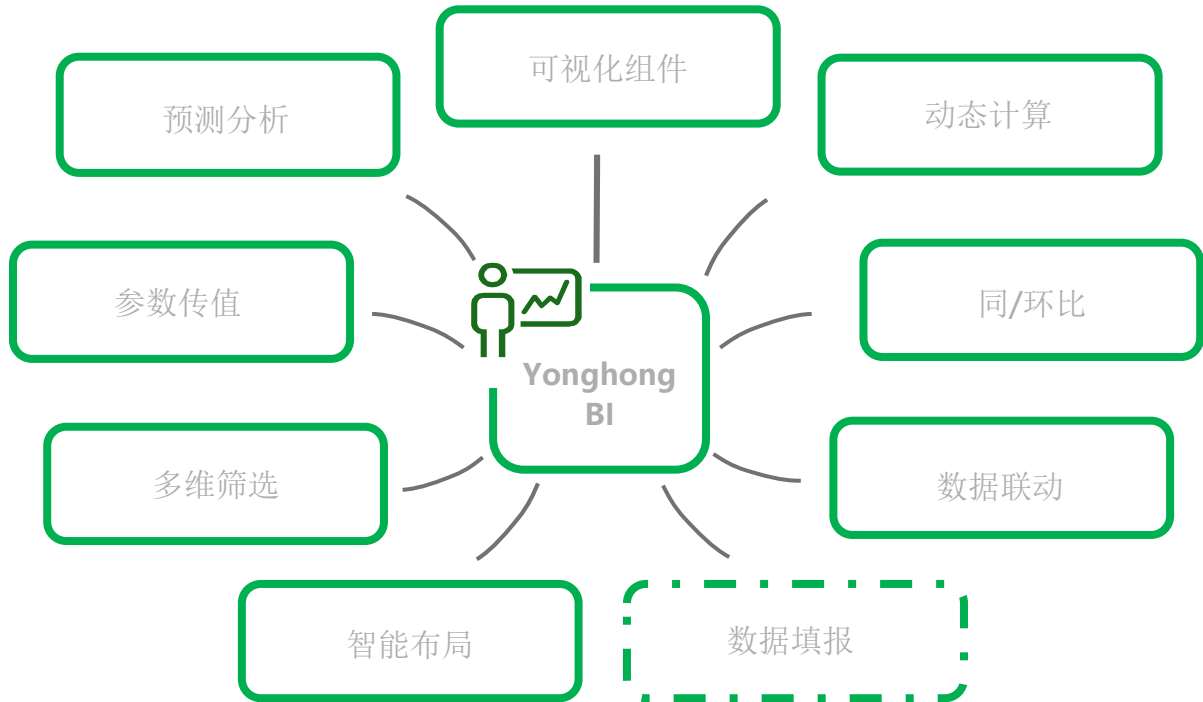 可视化组件
预测分析
动态计算
参数传值
同/环比
Yonghong
BI
多维筛选
数据联动
智能布局
数据填报